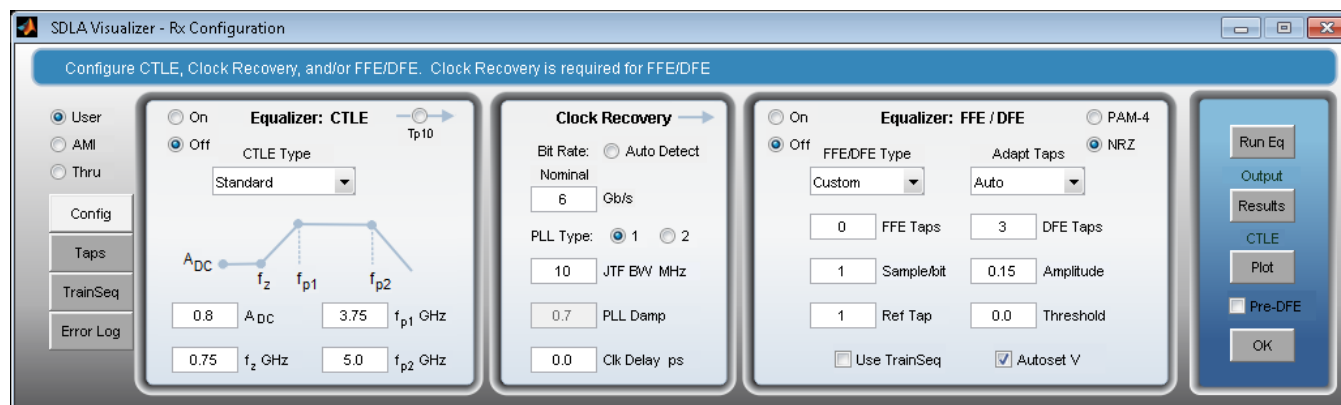 SDLA Visualizer - Rx Configuration
Configure CTLE, Clock Recovery, and/or FFE/DFE. Clock Recovery is required for FFE/DFE
User
AMI
Thru
Config
Taps
TrainSeq
Error Log
On
Equalizer: CTLE
Tp10
Off
CTLE Type
Standard
ADC
fz
fp1
fp2
0.8 ADC 3.75 fp1 GHz
0.75 fz GHz 5.0 fp2 GHz
Clock Recovery
Bit Rate: Auto Detect
Nominal
6 Gb/s
PLL Type: 1 2
10 JTF BW MHz
0.7 PLL Damp
0.0 Clk Delay ps
On Equalizer: FFE / DFE PAM-4
Off FFE/DFE Type Adapt Taps NRZ
Custom Auto
0 FFE Taps 3 DFE Taps
1 Sample/bit 0.15 Amplitude
1 Ref Tap 0.0 Threshold
Use TrainSeq Autoset V
Run Eq
Output
Results
CTLE
Plot
Pre-DFE
OK